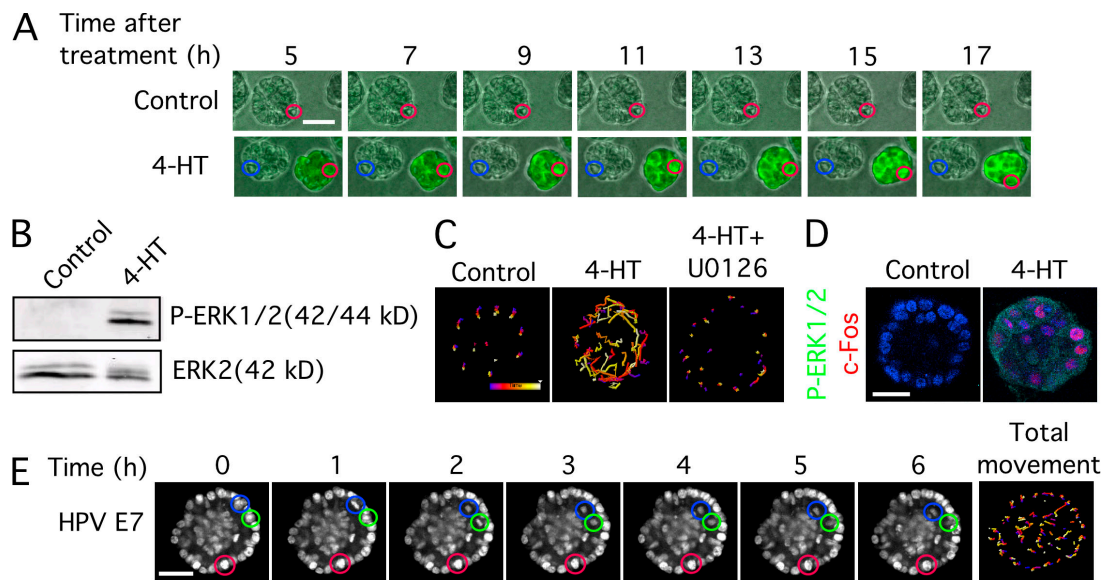 A
Time after
treatment (h)
5 7 9 11 13 15 17
Control
4-HT
B
Control
4-HT
P-ERK1/2(42/44 kD)
ERK2(42 kD)
C
Control
4-HT
4-HT+
U0126
D
P-ERK1/2
c-Fos
Control
4-HT
E
Time (h)
0 1 2 3 4 5 6
Total
movement
HPV E7